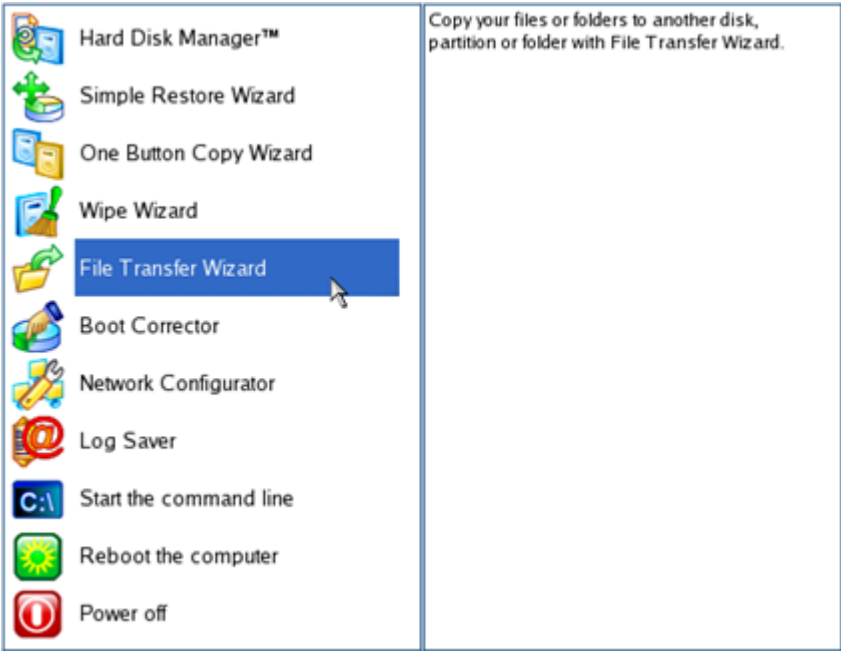 Hard Disk Manager™
Simple Restore Wizard
One Button Copy Wizard
Wipe Wizard
File Transfer Wizard
Boot Corrector
Network Configurator
@
Log Saver
C:\
Start the command line
Reboot the computer
Power off
Copy your files or folders to another disk,
partition or folder with File Transfer Wizard.